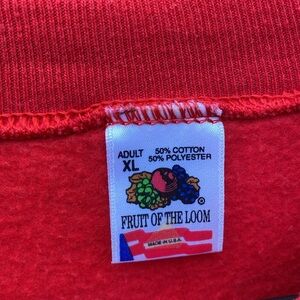 ADULT
XL
50% COTTON
50% POLYESTER
FRUIT OF THE LOOM
®
MADE IN U.S.A.